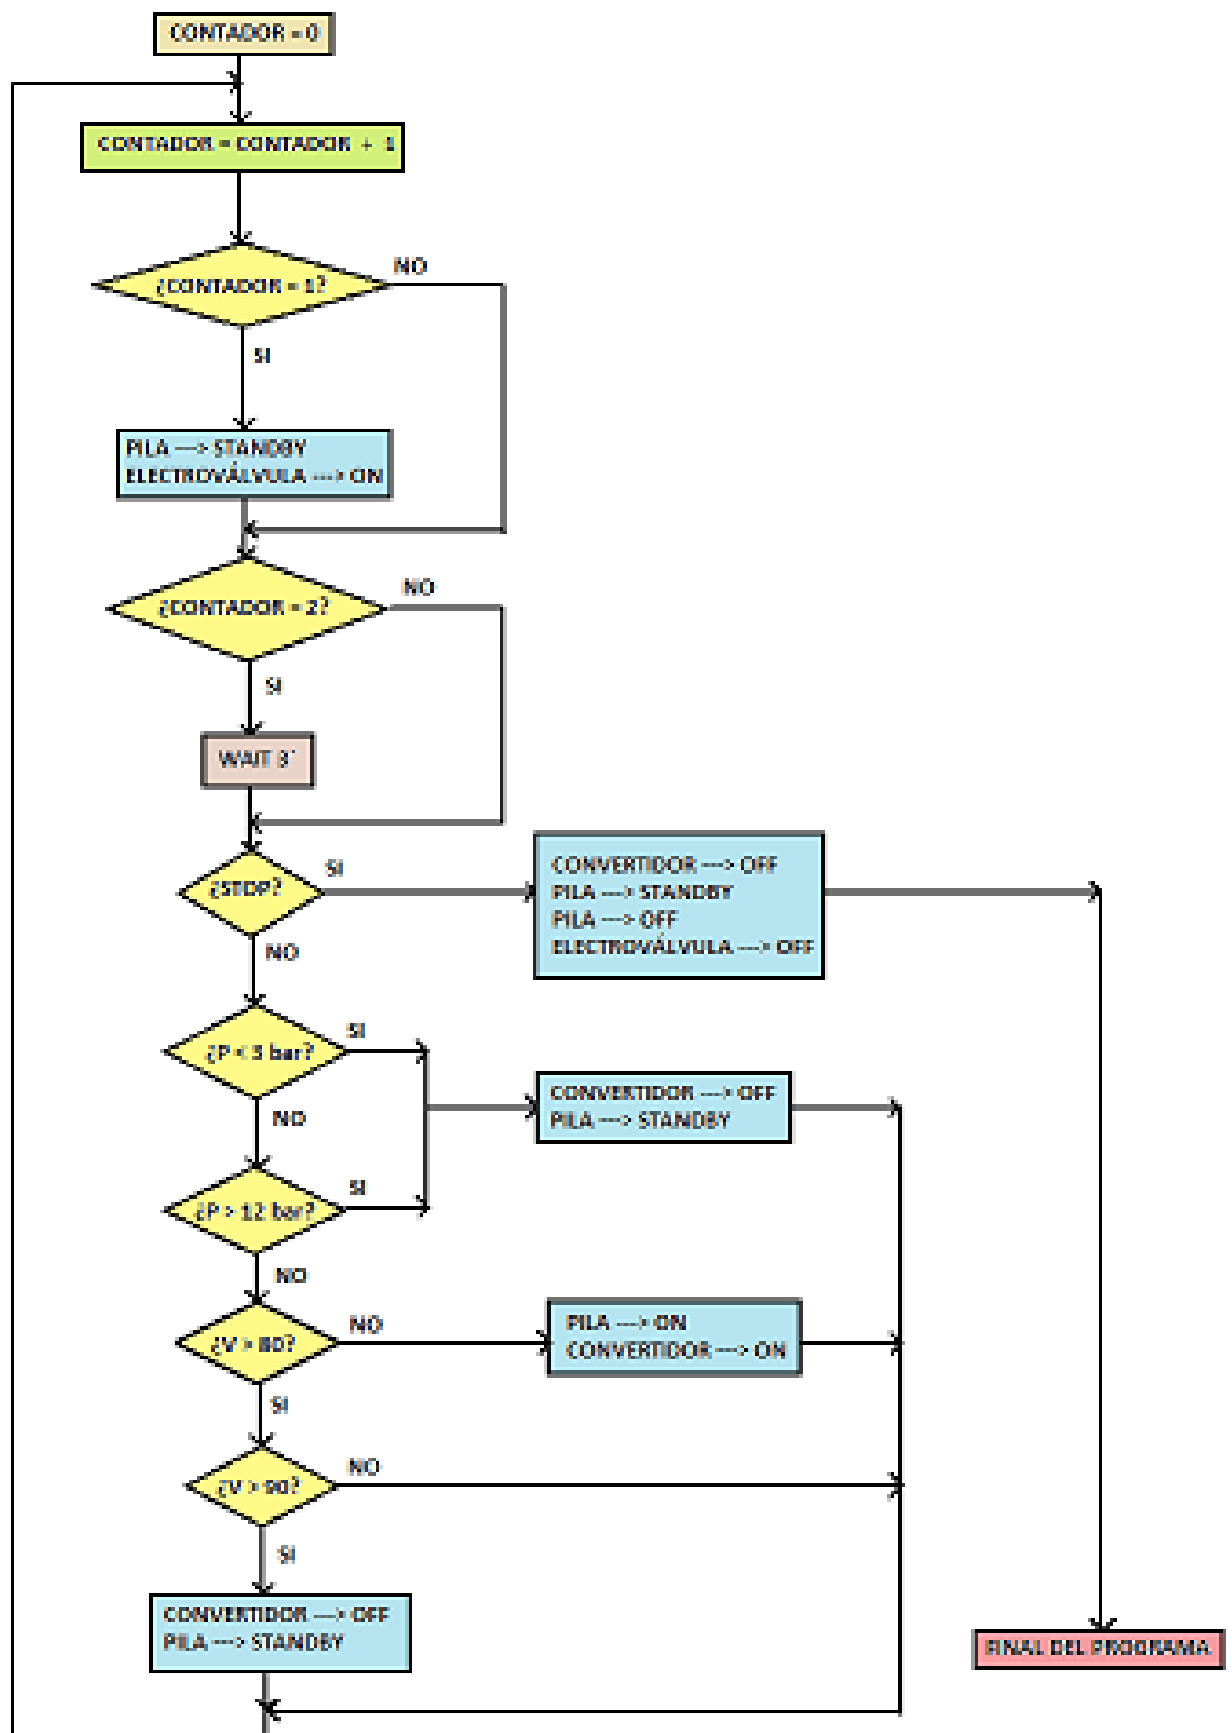 CONTADOR = 0
CONTADOR = CONTADOR + 1
¿CONTADOR = 1?
NO
SI
PILA ---> STANDBY
ELECTROVÁLVULA ---> ON
¿CONTADOR = 2?
NO
SI
WAIT 3'
¿STOP?
SI
CONVERTIDOR ---> OFF
PILA ---> STANDBY
PILA ---> OFF
ELECTROVÁLVULA ---> OFF
NO
¿P < 3 bar?
SI
CONVERTIDOR ---> OFF
PILA ---> STANDBY
NO
¿P > 12 bar?
SI
NO
¿V > 80?
NO
PILA ---> ON
CONVERTIDOR ---> ON
SI
¿V > 90?
NO
SI
CONVERTIDOR ---> OFF
PILA ---> STANDBY
FINAL DEL PROGRAMA